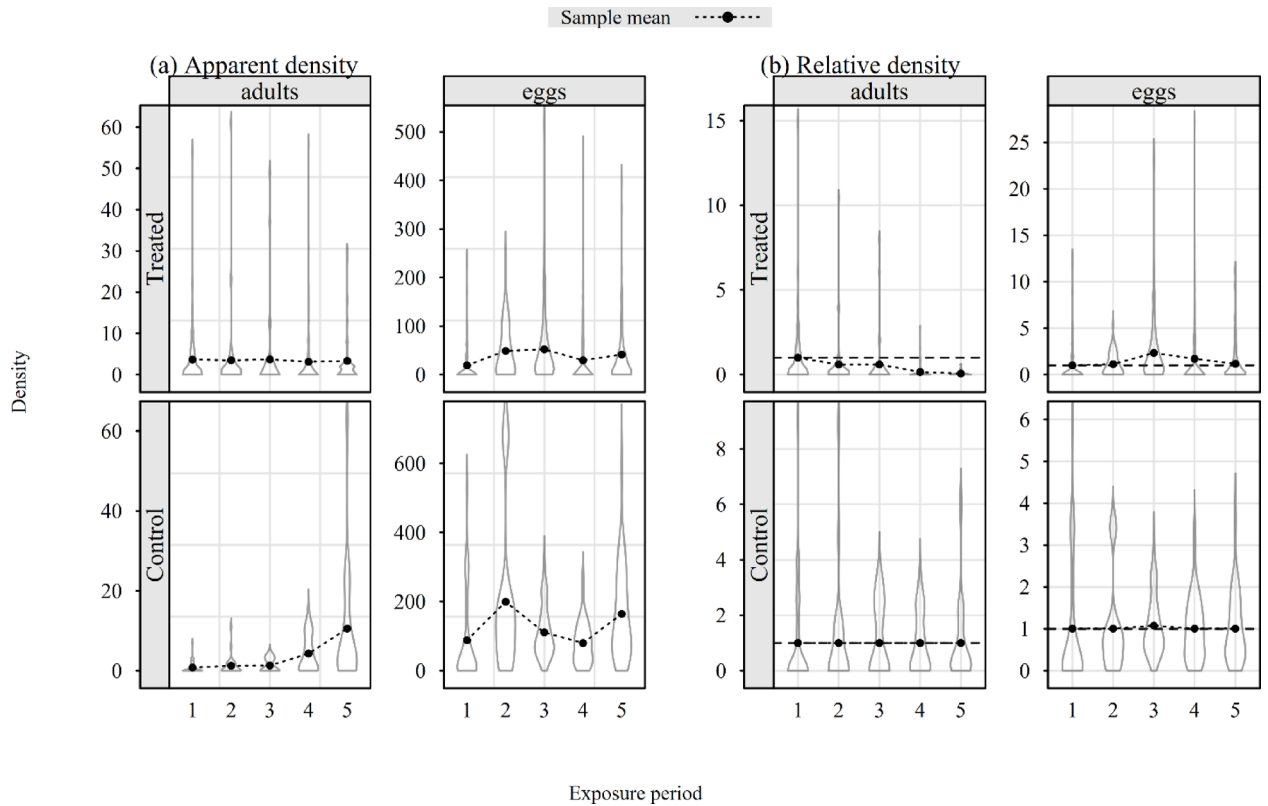 Sample mean
(a) Apparent density
(b) Relative density
adults
eggs
adults
eggs
Treated
60
50
40
30
20
10
0
500
400
300
200
100
0
Treated
15
10
5
0
25
20
15
10
5
0
Density
Control
60
40
20
0
600
400
200
0
Control
8
6
4
2
0
6
5
4
3
2
1
0
1 2 3 4 5
1 2 3 4 5
1 2 3 4 5
1 2 3 4 5
Exposure period